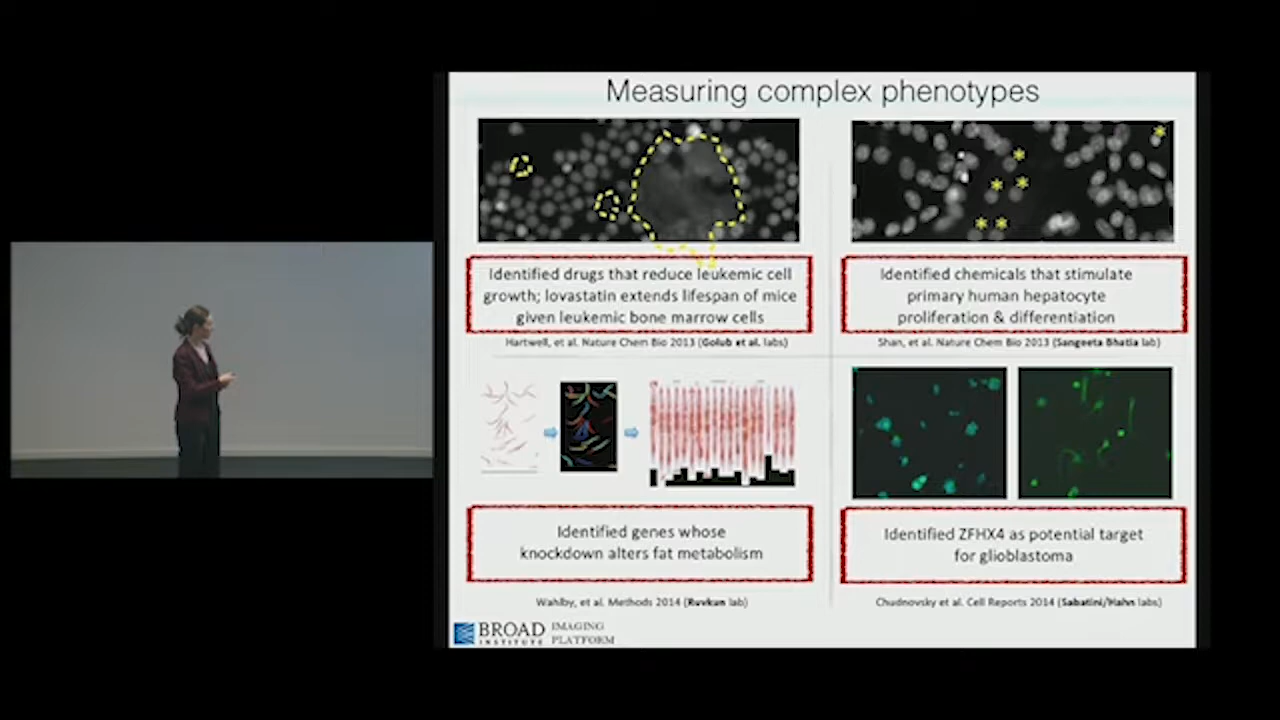 Measuring complex phenotypes
Identified drugs that reduce leukemic cell
growth; lovastatin extends lifespan of mice
given leukemic bone marrow cells
Hartwell, et al. Nature Chem Bio 2013 (Golub et al. labs)
Identified chemicals that stimulate
primary human hepatocyte
proliferation & differentiation
Shan, et al. Nature Chem Bio 2013 (Sangeeta Bhatia lab)
Identified genes whose
knockdown alters fat metabolism
Wahlby, et al. Methods 2014 (Ruvkun lab)
Identified ZFHX4 as potential target
for glioblastoma
Chudnovsky et al. Cell Reports 2014 (Sabatini/Hahn labs)
BROAD
INSTITUTE
IMAGING
PLATFORM